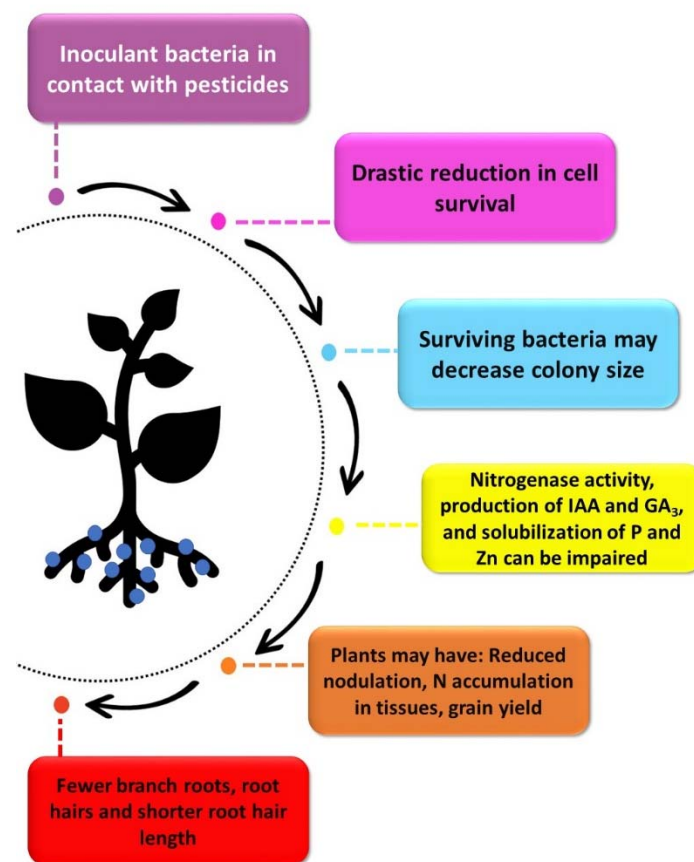 Inoculant bacteria in
contact with pesticides
Drastic reduction in cell
survival
Surviving bacteria may
decrease colony size
Nitrogenase activity,
production of IAA and GA₃,
and solubilization of P and
Zn can be impaired
Plants may have: Reduced
nodulation, N accumulation
in tissues, grain yield
Fewer branch roots, root
hairs and shorter root hair
length